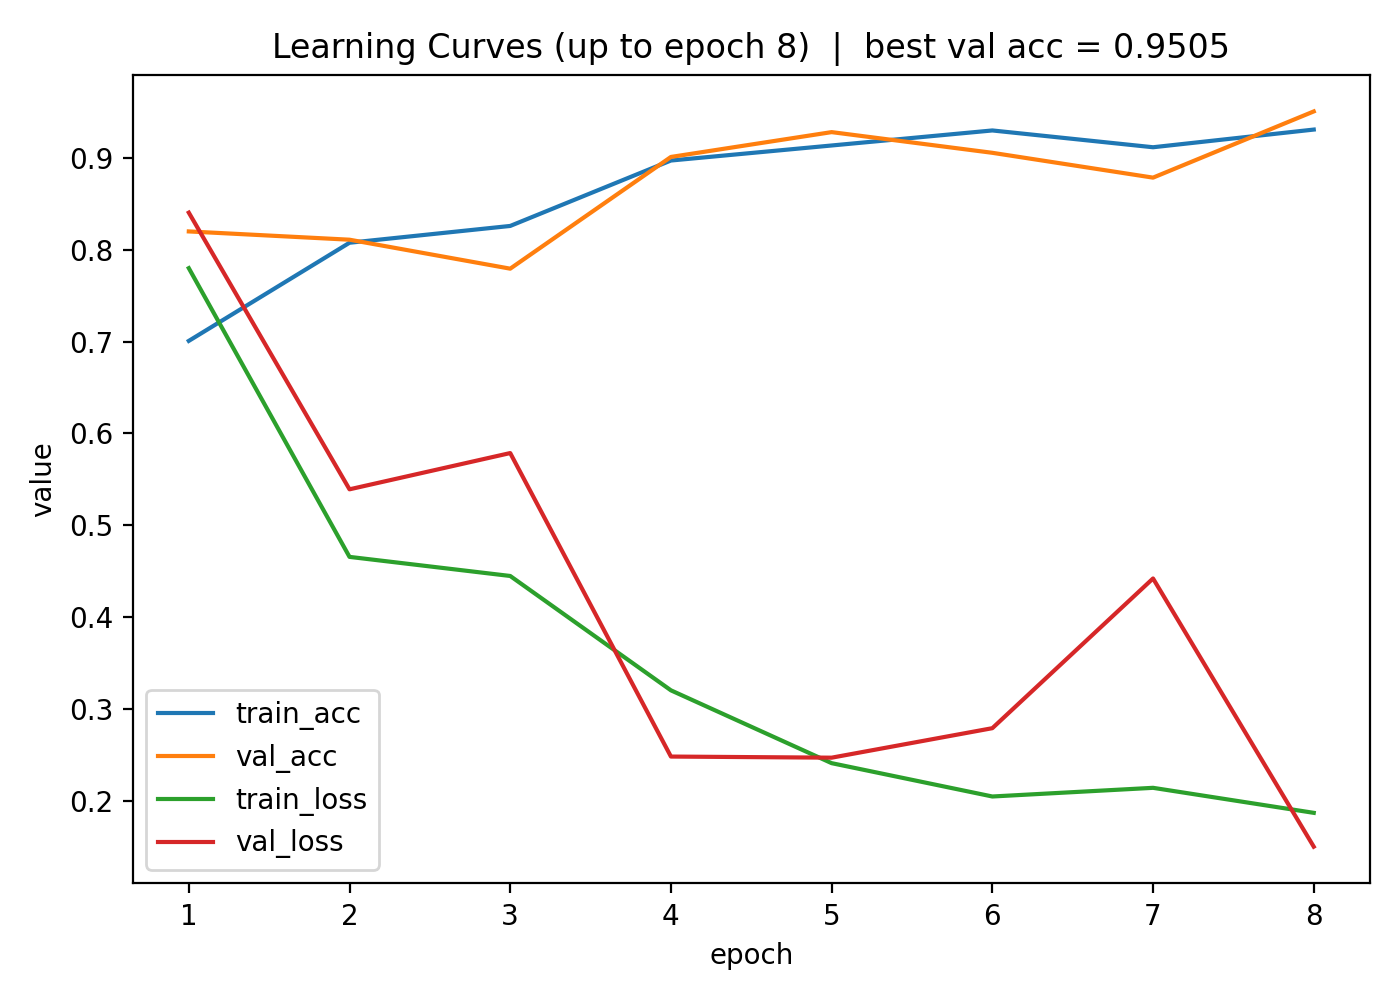 Learning Curves (up to epoch 8) | best val acc = 0.9505
value
0.9
0.8
0.7
0.6
0.5
0.4
0.3
0.2
train_acc
val_acc
train_loss
val_loss
1 2 3 4 5 6 7 8
epoch